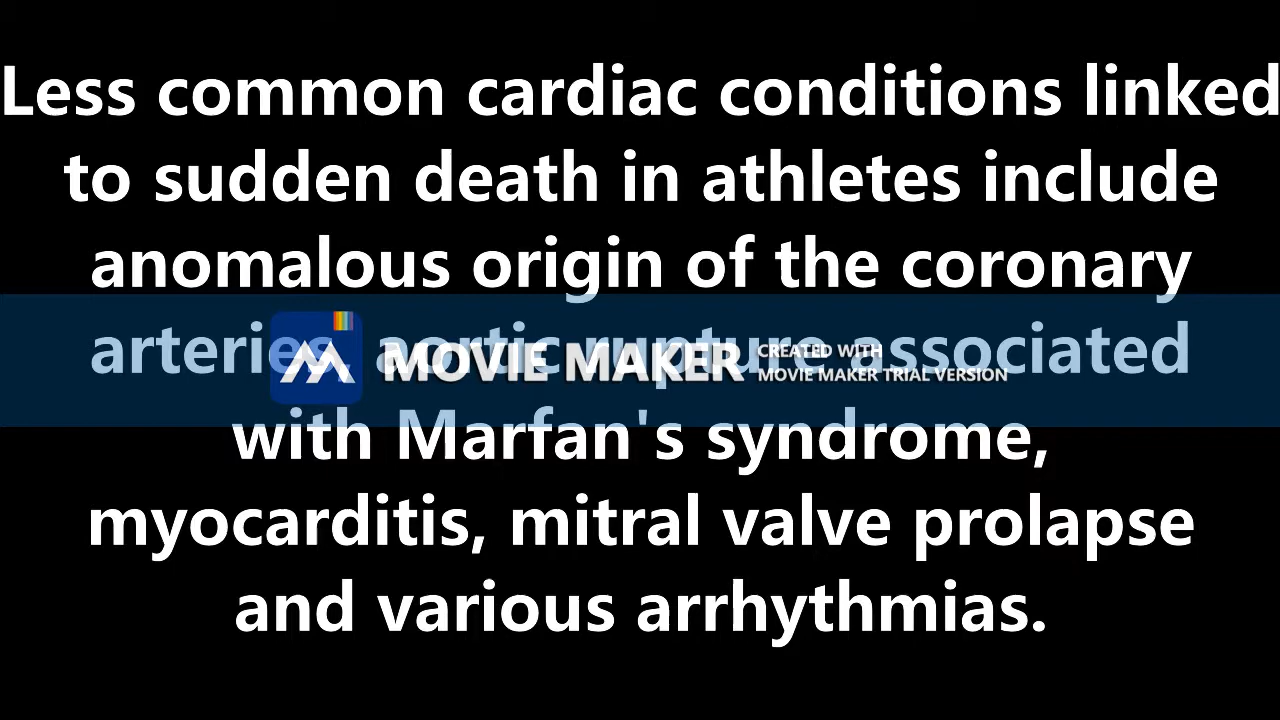 Less common cardiac conditions linked
to sudden death in athletes include
anomalous origin of the coronary
arteries, aortic rupture associated
MOVIE MAKER
CREATED WITH
MOVIE MAKER TRIAL VERSION
with Marfan's syndrome,
myocarditis, mitral valve prolapse
and various arrhythmias.